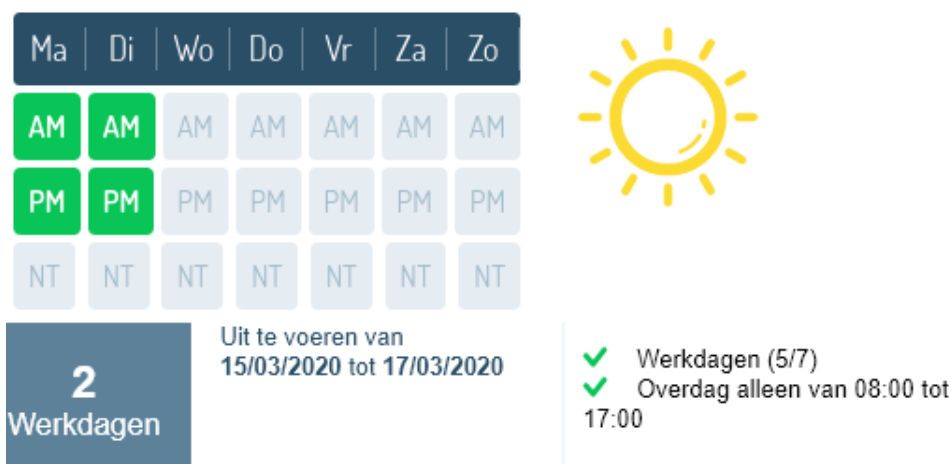 Ma Di Wo Do Vr Za Zo
AM AM AM AM AM AM AM
PM PM PM PM PM PM PM
NT NT NT NT NT NT NT
2
Werkdagen
Uit te voeren van
15/03/2020 tot 17/03/2020
Werkdagen (5/7)
Overdag alleen van 08:00 tot
17:00